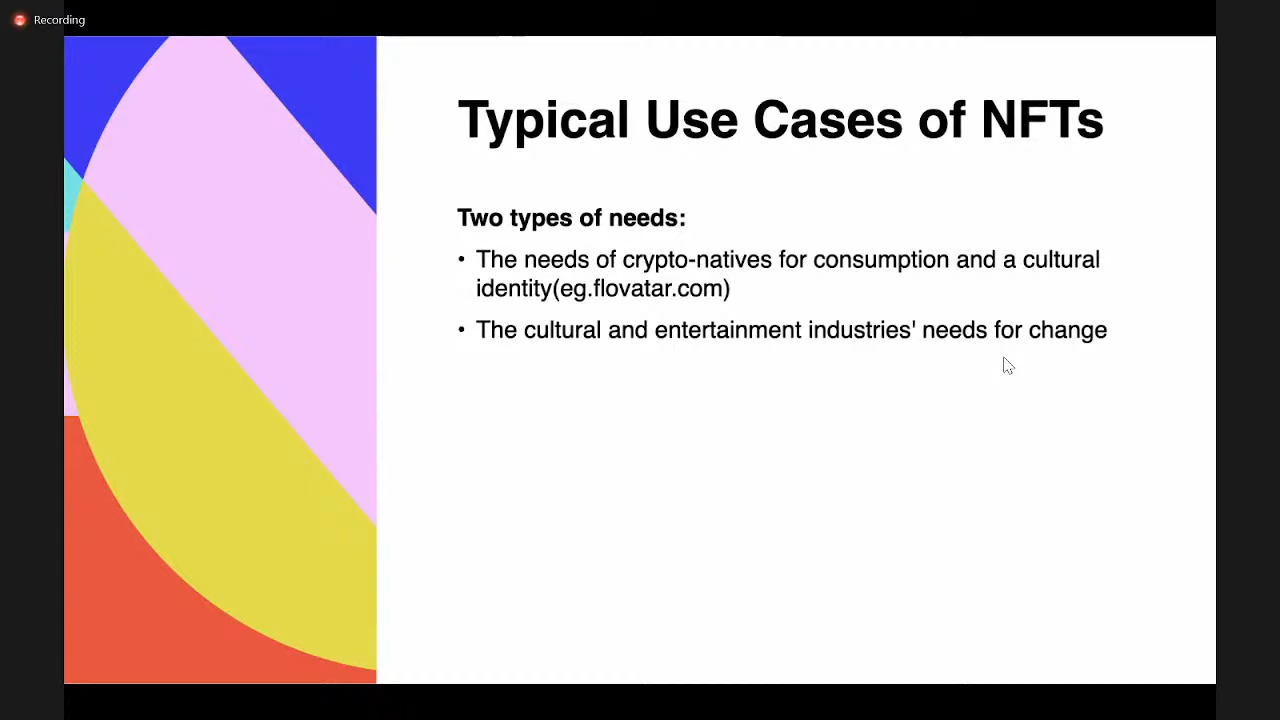 Recording
Typical Use Cases of NFTs
Two types of needs:
• The needs of crypto-natives for consumption and a cultural
identity(eg.flovatar.com)
• The cultural and entertainment industries' needs for change